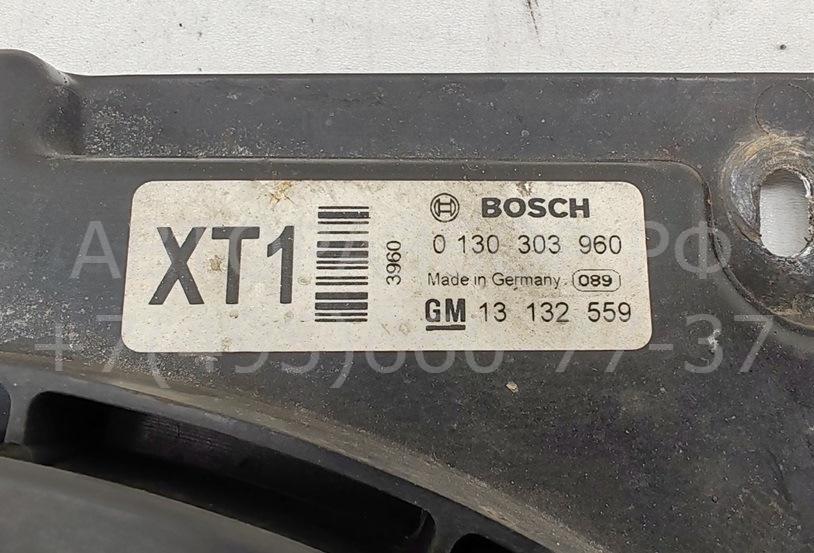 XT1
3960
BOSCH
0 130 303 960
Made in Germany 089
GM 13 132 559